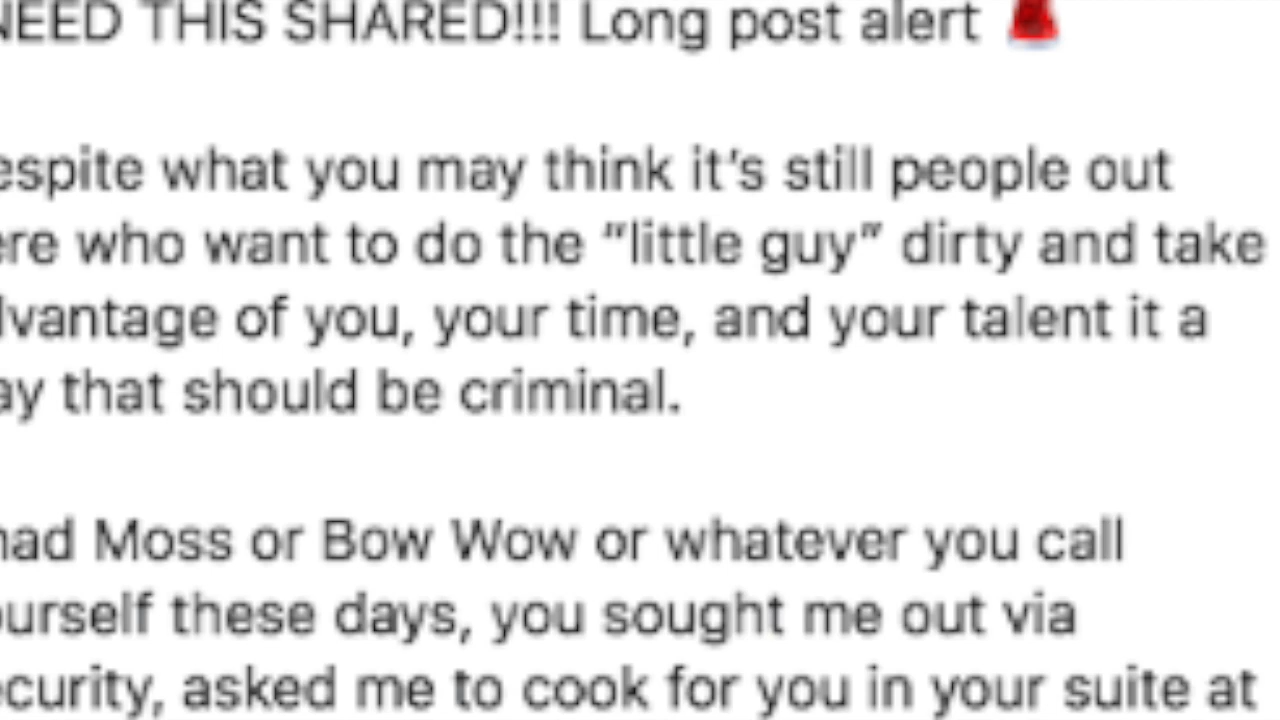 NEED THIS SHARED!!! Long post alert 🚨
espite what you may think it's still people out
ere who want to do the "little guy" dirty and take
dvantage of you, your time, and your talent it a
ay that should be criminal.
had Moss or Bow Wow or whatever you call
ourself these days, you sought me out via
ecurity, asked me to cook for you in your suite at